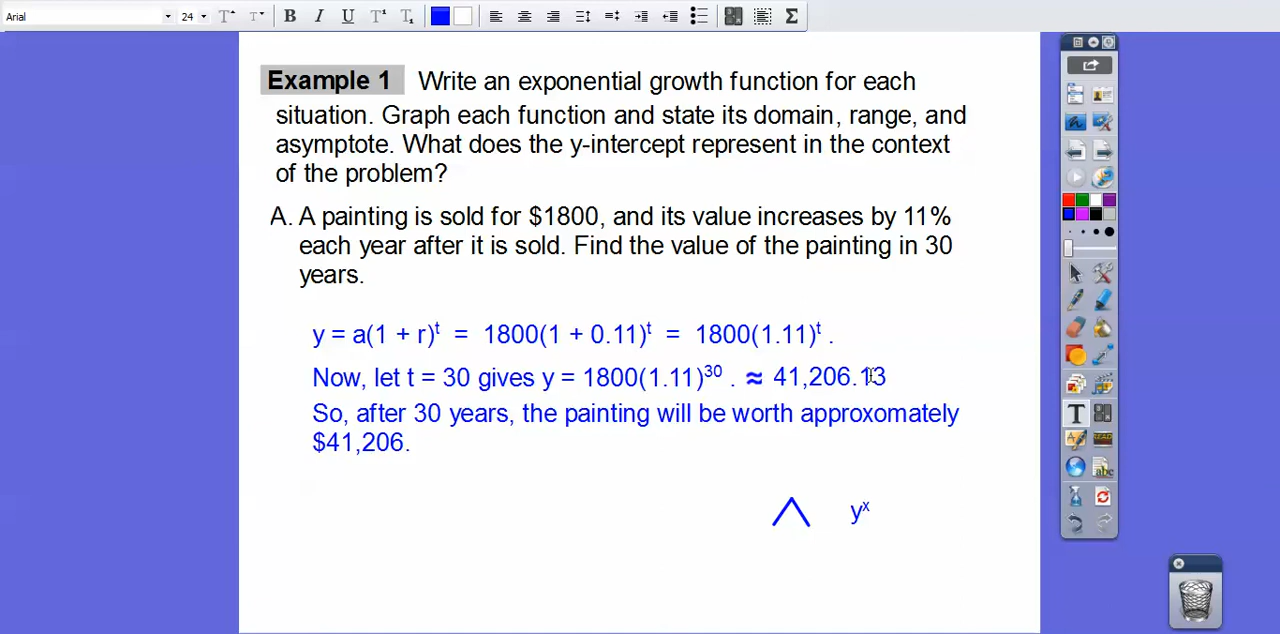 Arial 24 B I U
Example 1 Write an exponential growth function for each
situation. Graph each function and state its domain, range, and
asymptote. What does the y-intercept represent in the context
of the problem?
A. A painting is sold for $1800, and its value increases by 11%
each year after it is sold. Find the value of the painting in 30
years.
y = a(1 + r)ᵗ = 1800(1 + 0.11)ᵗ = 1800(1.11)ᵗ .
Now, let t = 30 gives y = 1800(1.11)³⁰ . ≈ 41,206.13
So, after 30 years, the painting will be worth approxomately
$41,206.
yˣ